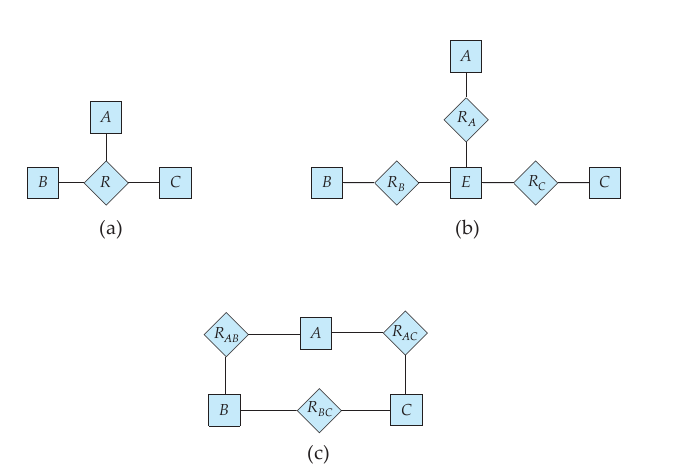 A
A
R_A
B R C
B R_B E R_C C
(a)
(b)
R_AB A R_AC
B R_BC C
(c)